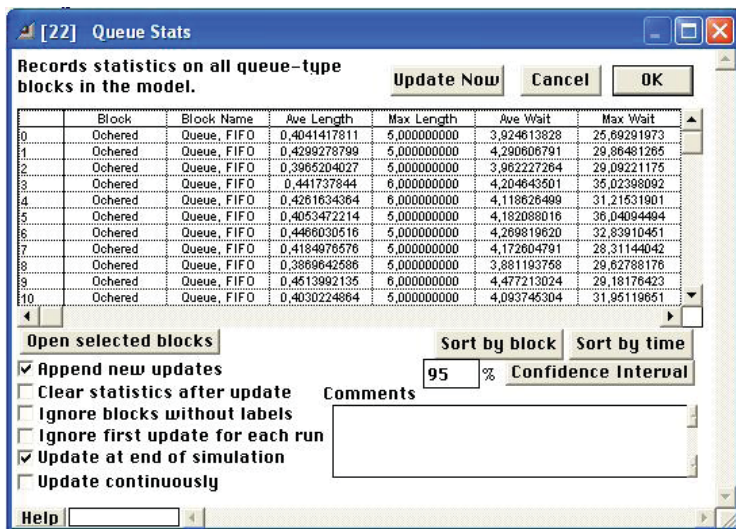 [22] Queue Stats
Records statistics on all queue-type
blocks in the model.
Update Now Cancel OK
Block Block Name Ave Length Max Length Ave Wait Max Wait
0 Ochered Queue, FIFO 0,4041417811 5,000000000 3,924613828 25,69291973
1 Ochered Queue, FIFO 0,4299278799 5,000000000 4,290606791 29,86481265
2 Ochered Queue, FIFO 0,3965204027 5,000000000 3,962227264 29,09221175
3 Ochered Queue, FIFO 0,441737844 6,000000000 4,204643501 35,02398092
4 Ochered Queue, FIFO 0,4261634364 6,000000000 4,118626499 31,21531901
5 Ochered Queue, FIFO 0,4053472214 5,000000000 4,182088016 36,04094494
6 Ochered Queue, FIFO 0,4466030516 5,000000000 4,269819620 32,83910451
7 Ochered Queue, FIFO 0,4184976576 5,000000000 4,172604791 28,31144042
8 Ochered Queue, FIFO 0,3869642586 5,000000000 3,881193758 29,62788176
9 Ochered Queue, FIFO 0,4513992135 6,000000000 4,477213024 29,18176423
10 Ochered Queue, FIFO 0,4030224864 5,000000000 4,093745304 31,95119651
Open selected blocks Sort by block Sort by time
Append new updates 95 % Confidence Interval
Clear statistics after update Comments
Ignore blocks without labels
Ignore first update for each run
Update at end of simulation
Update continuously
Help